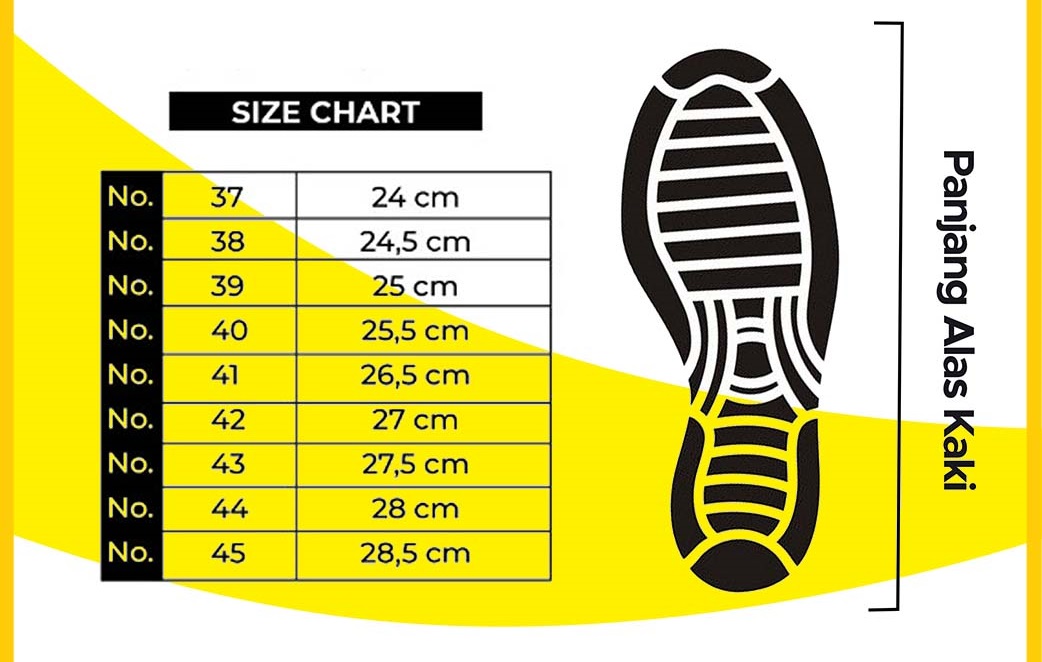 SIZE CHART
No. 37 24 cm
No. 38 24,5 cm
No. 39 25 cm
No. 40 25,5 cm
No. 41 26,5 cm
No. 42 27 cm
No. 43 27,5 cm
No. 44 28 cm
No. 45 28,5 cm
Panjang Alas Kaki